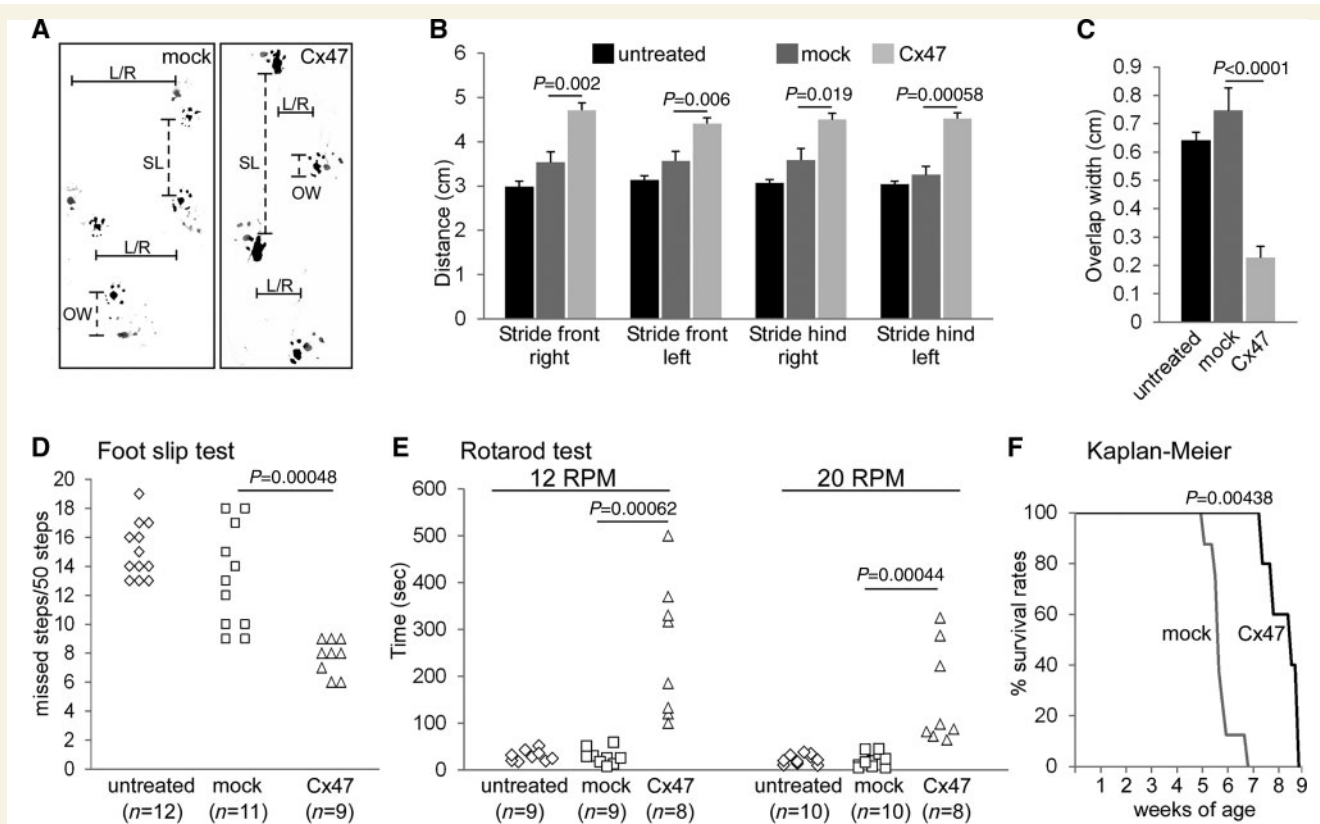 A
mock
Cx47
L/R
L/R
SL
SL
OW
L/R
OW
L/R
B
untreated
mock
Cx47
6
5
4
3
2
1
0
Distance (cm)
P=0.002
P=0.006
P=0.019
P=0.00058
Stride front
right
Stride front
left
Stride hind
right
Stride hind
left
C
P<0.0001
0.9
0.8
0.7
0.6
0.5
0.4
0.3
0.2
0.1
0
Overlap width (cm)
untreated
mock
Cx47
D
Foot slip test
P=0.00048
20
18
16
14
12
10
8
6
4
2
0
missed steps/50 steps
untreated
(n=12)
mock
(n=11)
Cx47
(n=9)
E
Rotarod test
12 RPM
20 RPM
P=0.00062
P=0.00044
600
500
400
300
200
100
0
Time (sec)
untreated
(n=9)
mock
(n=9)
Cx47
(n=8)
untreated
(n=10)
mock
(n=10)
Cx47
(n=8)
F
Kaplan-Meier
P=0.00438
100
80
60
40
20
0
% survival rates
mock
Cx47
1 2 3 4 5 6 7 8 9
weeks of age